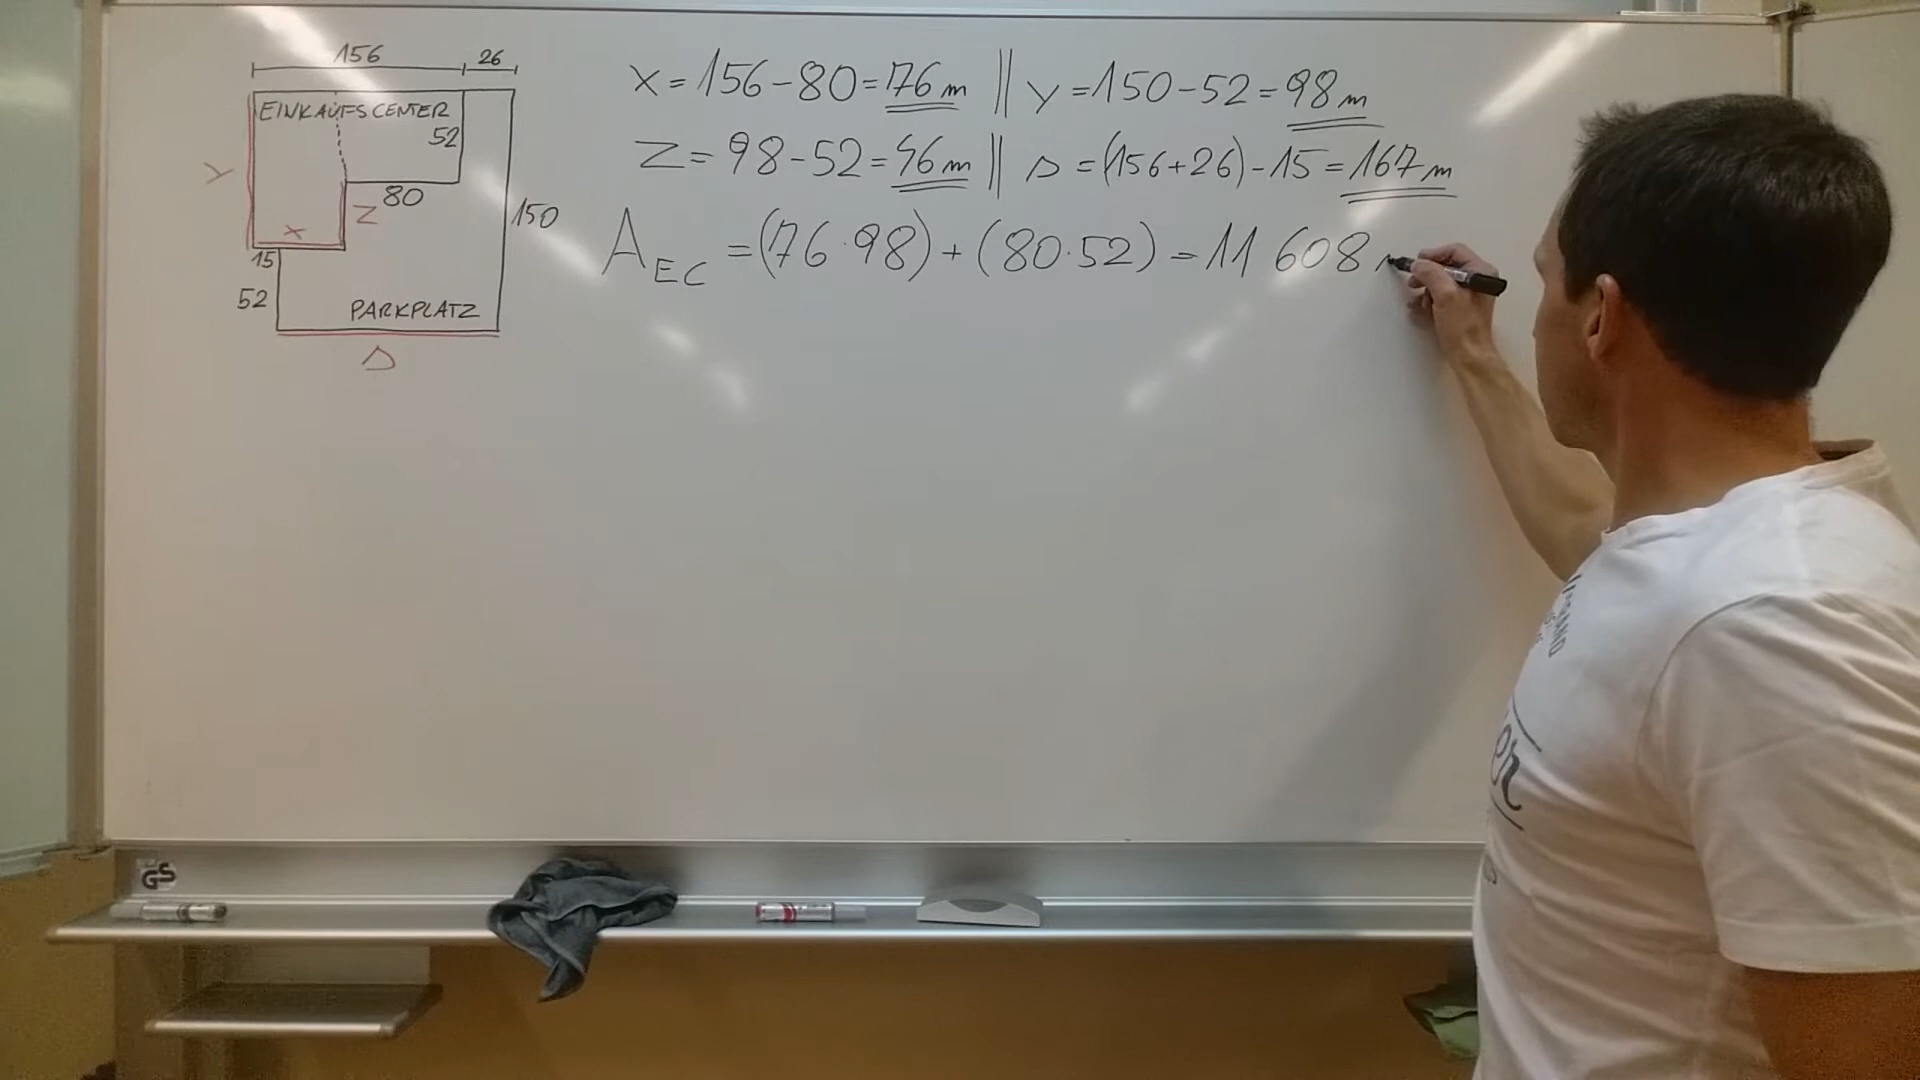 156 26
EINKAUFSCENTER
52
Y
80
Z
150
X
15
52
PARKPLATZ
Δ
X = 156 - 80 = 76 m || Y = 150 - 52 = 98 m
Z = 98 - 52 = 46 m || Δ = (156 + 26) - 15 = 167 m
A EC = (76 · 98) + (80 · 52) = 11 608
GS